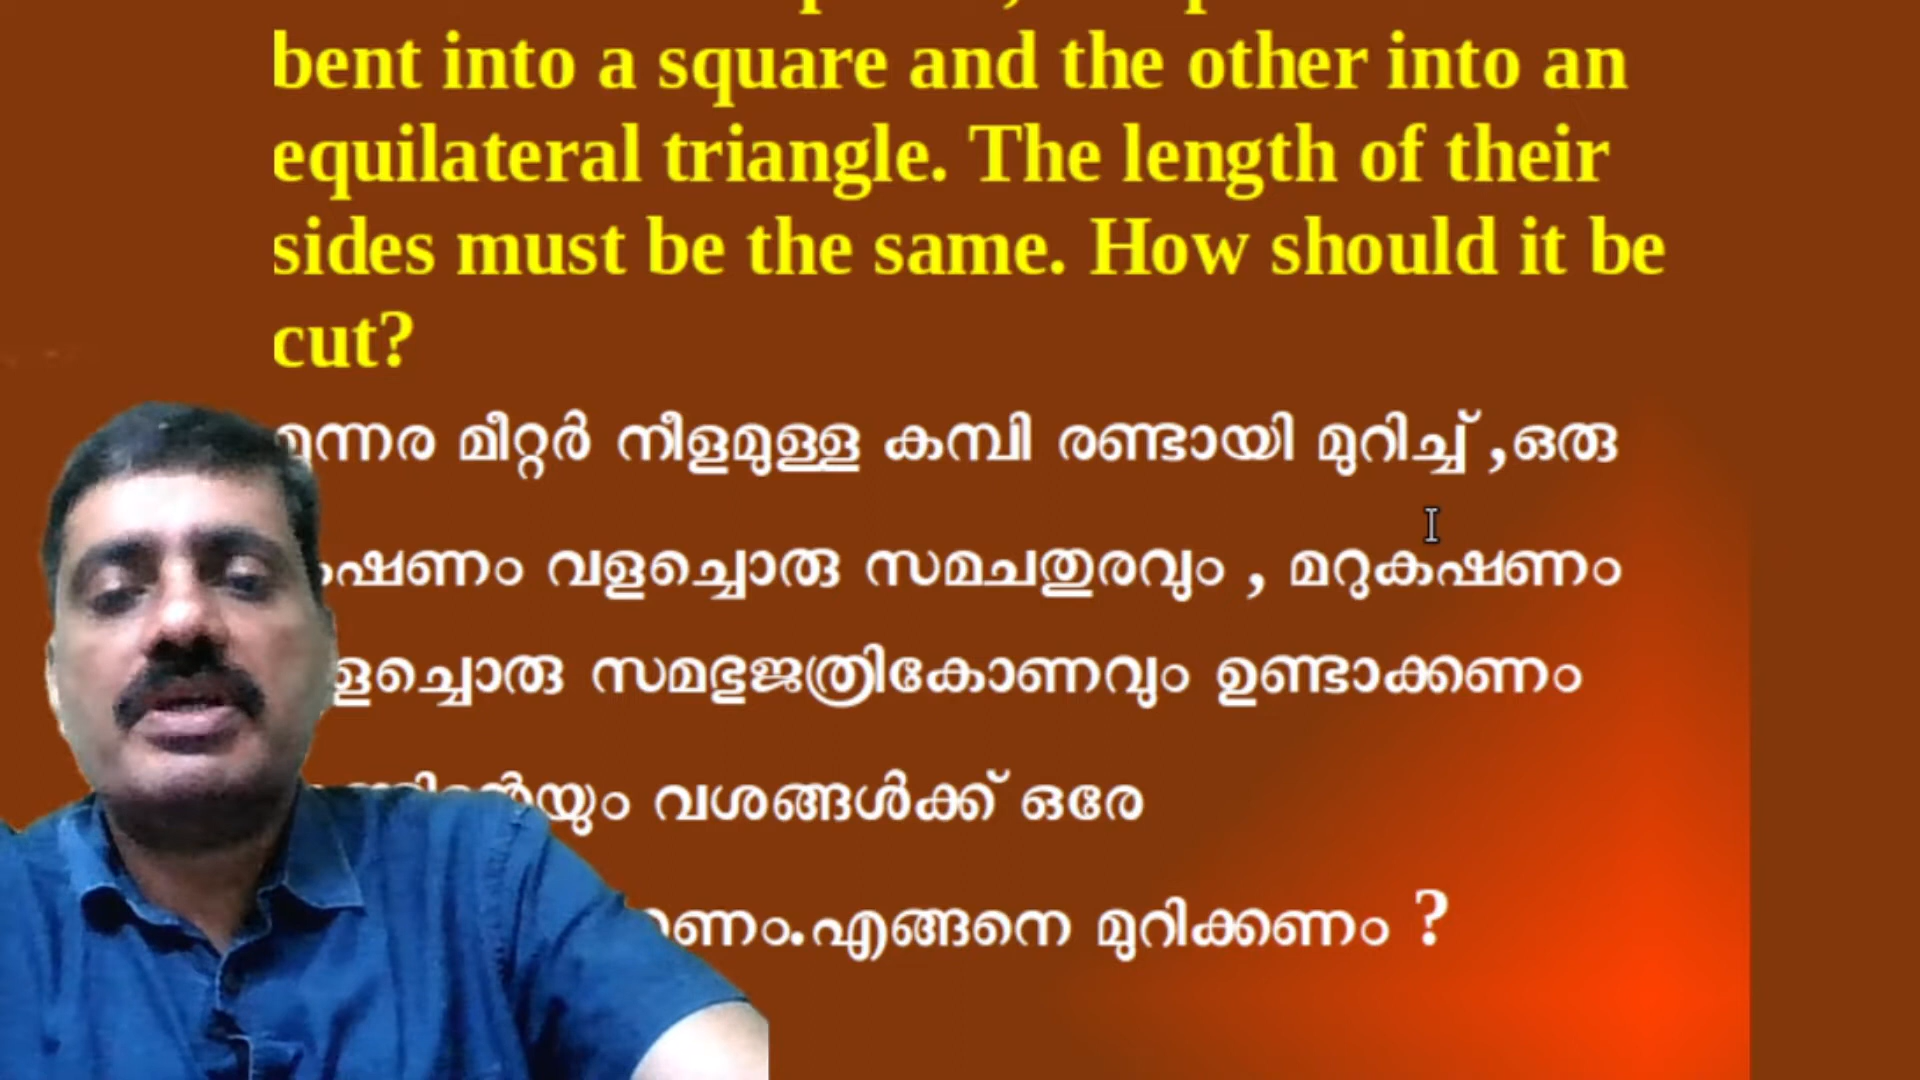 bent into a square and the other into an
equilateral triangle. The length of their
sides must be the same. How should it be
cut?
മീറ്റർ നീളമുള്ള കമ്പി രണ്ടായി മുറിച്ച് ,ഒരു
വളച്ചൊരു സമചതുരവും , മറുകഷണം
സമഭുജത്രികോണവും ഉണ്ടാക്കണം
വശങ്ങൾക്ക് ഒരേ
എങ്ങനെ മുറിക്കണം ?